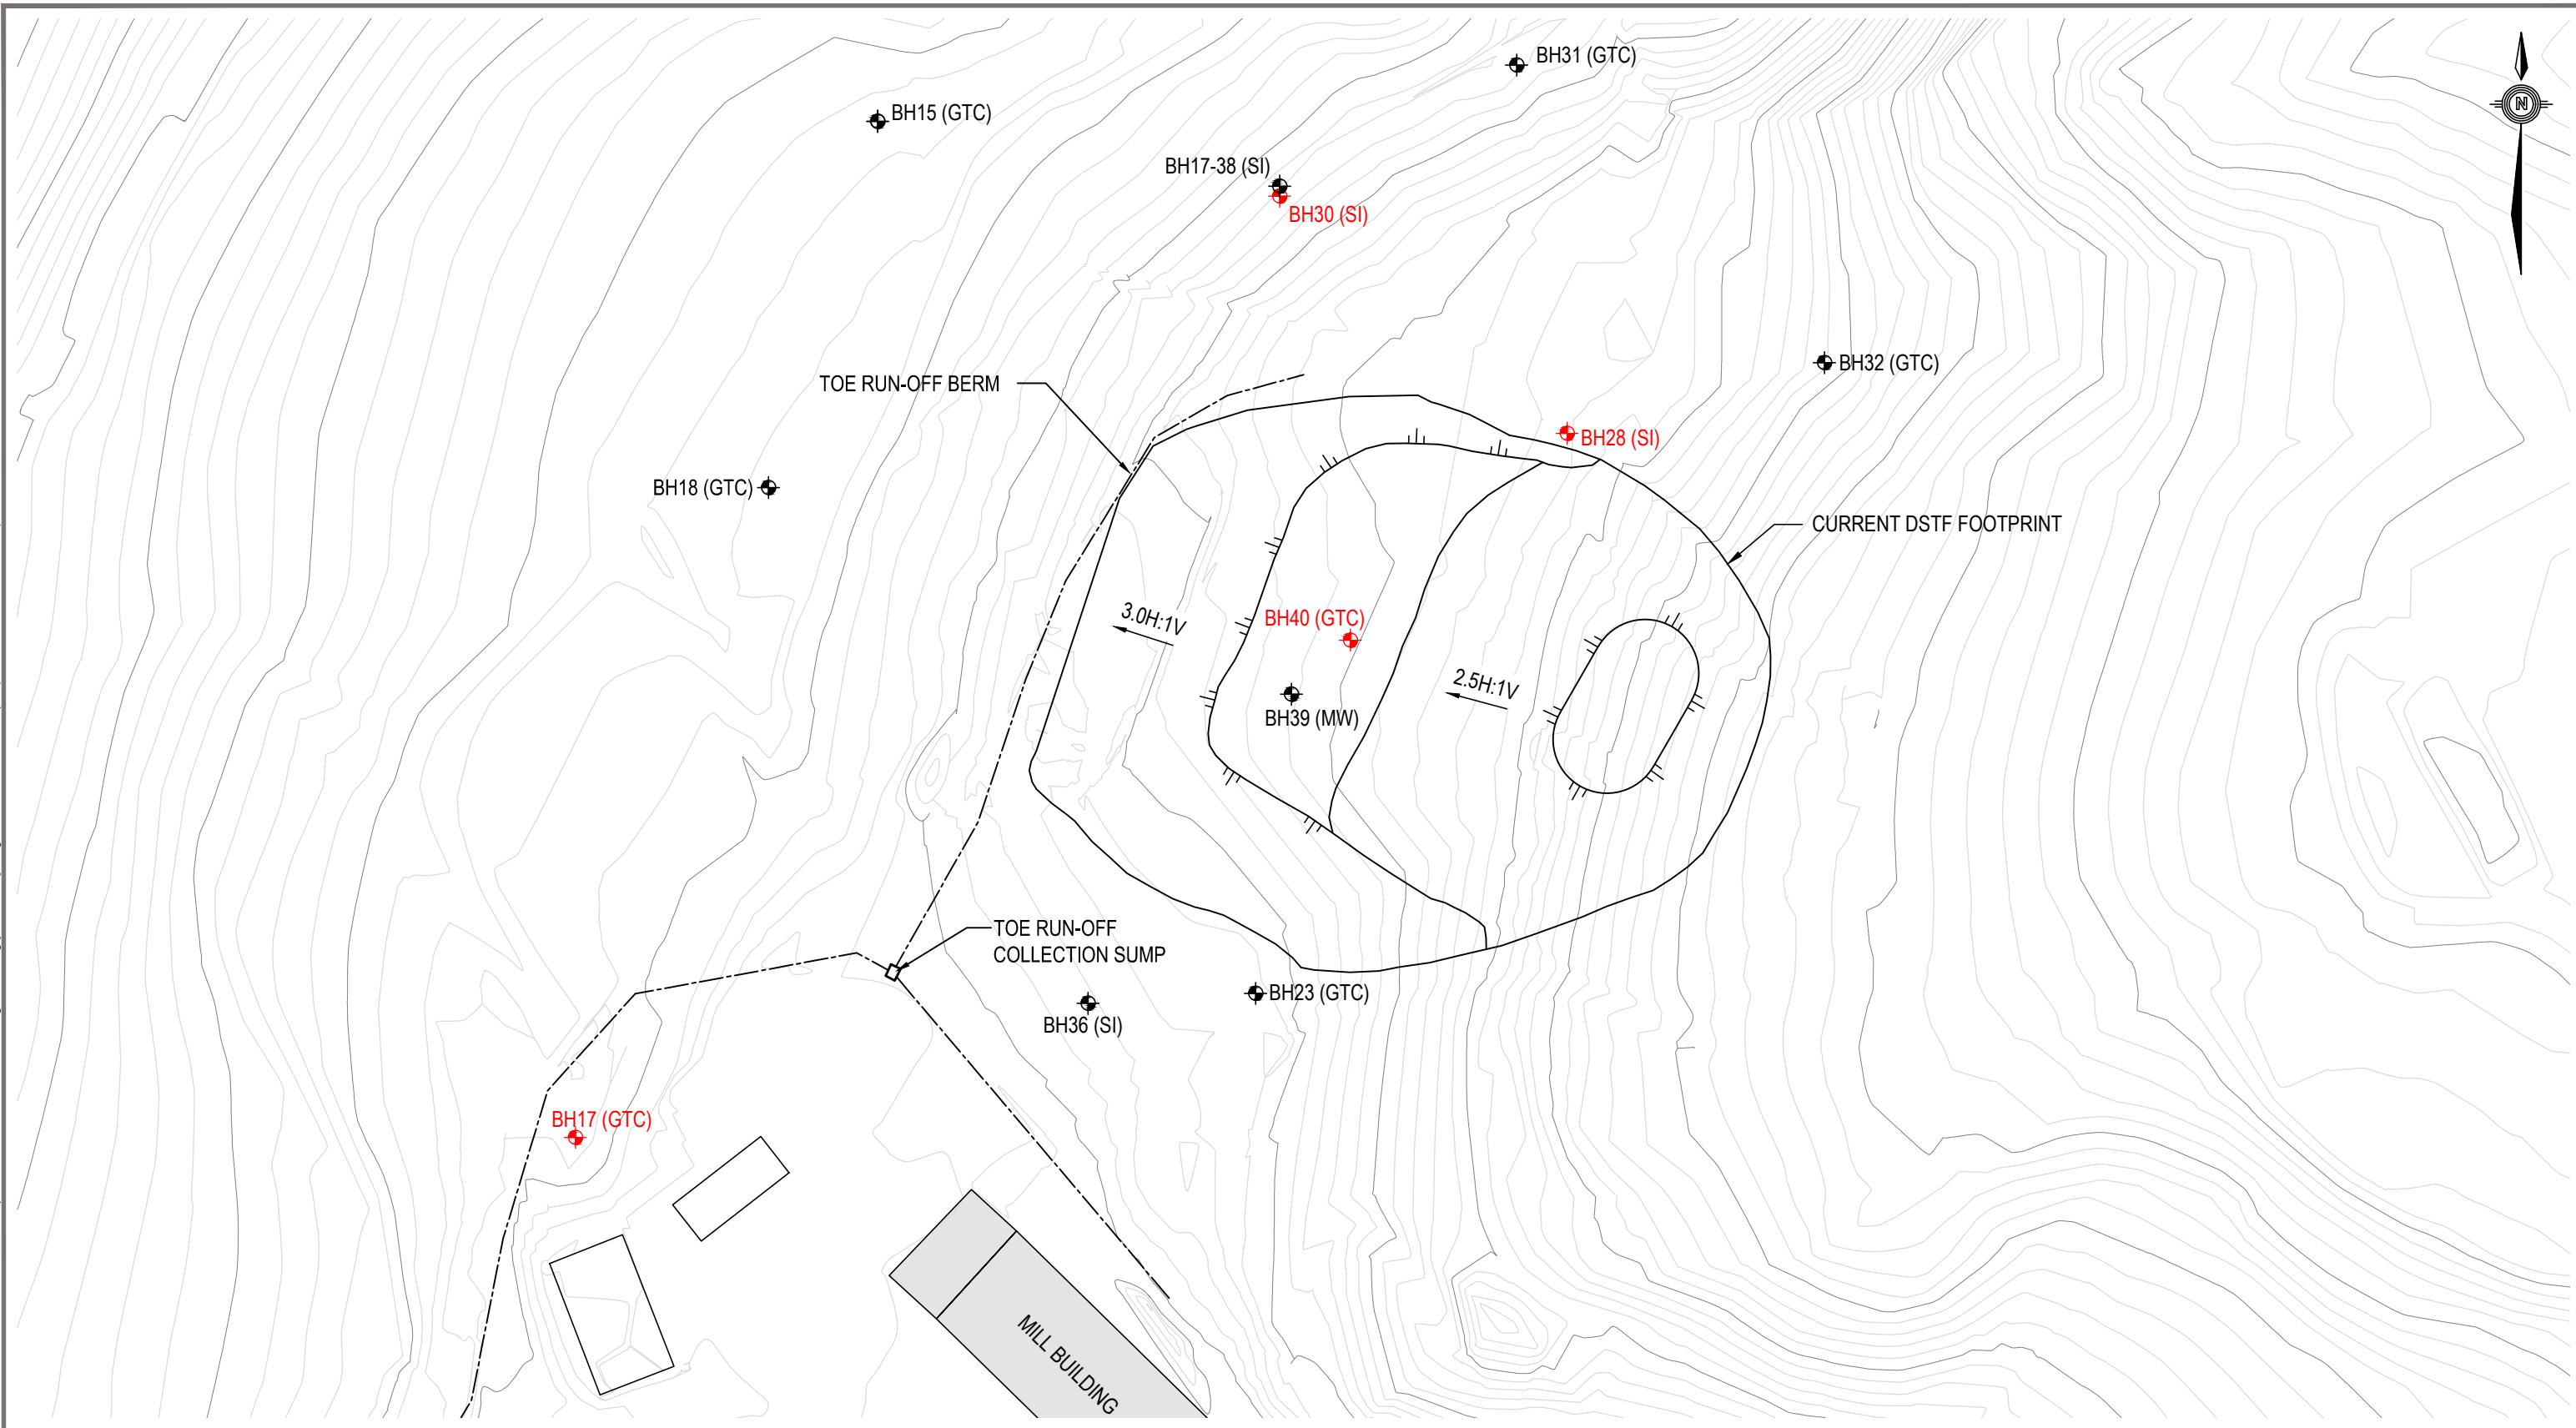 BH31 (GTC)
BH15 (GTC)
N
BH17-38 (SI)
BH30 (SI)
BH32 (GTC)
TOE RUN-OFF BERM
BH28 (SI)
BH18 (GTC)
CURRENT DSTF FOOTPRINT
3.0H:1V
BH40 (GTC)
2.5H:1V
BH39 (MW)
TOE RUN-OFF
COLLECTION SUMP
BH23 (GTC)
BH36 (SI)
BH17 (GTC)
MILL BUILDING